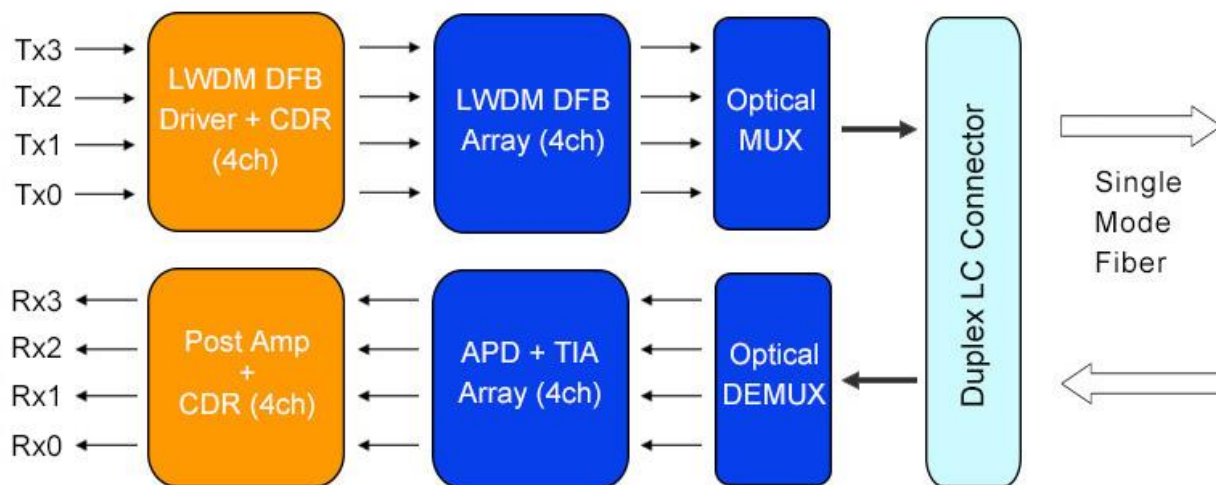 Tx3
Tx2
Tx1
Tx0
LWDM DFB
Driver + CDR
(4ch)
LWDM DFB
Array (4ch)
Optical
MUX
Duplex LC Connector
Single
Mode
Fiber
Rx3
Rx2
Rx1
Rx0
Post Amp
+
CDR (4ch)
APD + TIA
Array (4ch)
Optical
DEMUX